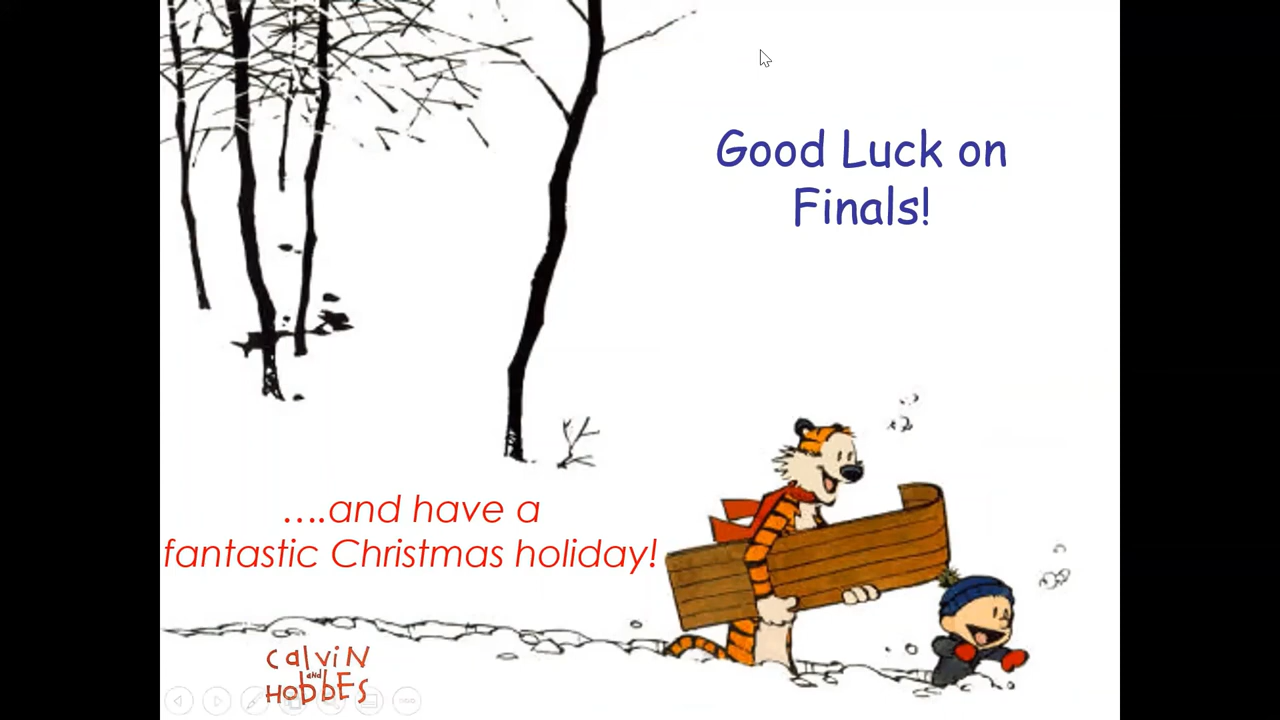 Good Luck on
Finals!
….and have a
fantastic Christmas holiday!
CalviN
and
HobbES